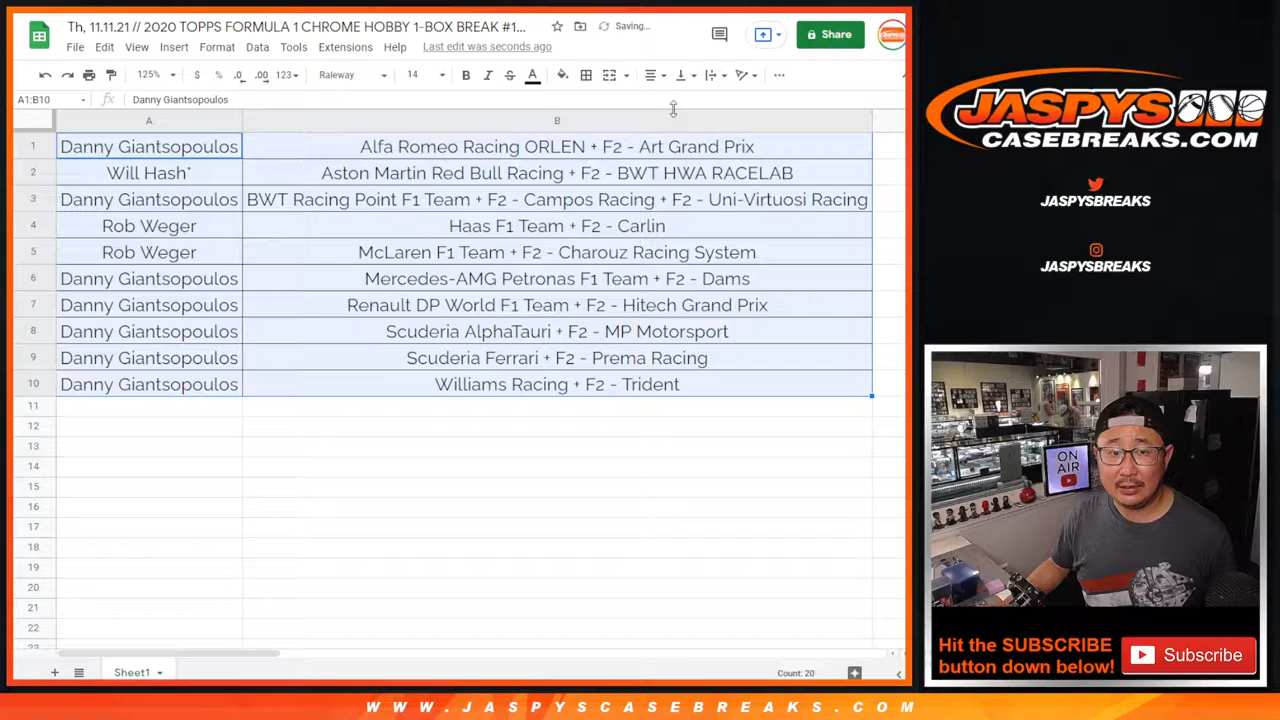 Th, 11.11.21 // 2020 TOPPS FORMULA 1 CHROME HOBBY 1-BOX BREAK #1...
Saving...
File Edit View Insert Format Data Tools Extensions Help Last edit was seconds ago
Share
125% $ % .0 .00 123 Raleway 14 B I S A
A1:B10 fx Danny Giantsopoulos
A B
1 Danny Giantsopoulos Alfa Romeo Racing ORLEN + F2 - Art Grand Prix
2 Will Hash* Aston Martin Red Bull Racing + F2 - BWT HWA RACELAB
3 Danny Giantsopoulos BWT Racing Point F1 Team + F2 - Campos Racing + F2 - Uni-Virtuosi Racing
4 Rob Weger Haas F1 Team + F2 - Carlin
5 Rob Weger McLaren F1 Team + F2 - Charouz Racing System
6 Danny Giantsopoulos Mercedes-AMG Petronas F1 Team + F2 - Dams
7 Danny Giantsopoulos Renault DP World F1 Team + F2 - Hitech Grand Prix
8 Danny Giantsopoulos Scuderia AlphaTauri + F2 - MP Motorsport
9 Danny Giantsopoulos Scuderia Ferrari + F2 - Prema Racing
10 Danny Giantsopoulos Williams Racing + F2 - Trident
11
12
13
14
15
16
17
18
19
20
21
22
Sheet1
Count: 20
JASPYS
CASEBREAKS.COM
JASPYSBREAKS
JASPYSBREAKS
ON
AIR
Hit the SUBSCRIBE
button down below!
Subscribe
WWW.JASPYSCASEBREAKS.COM